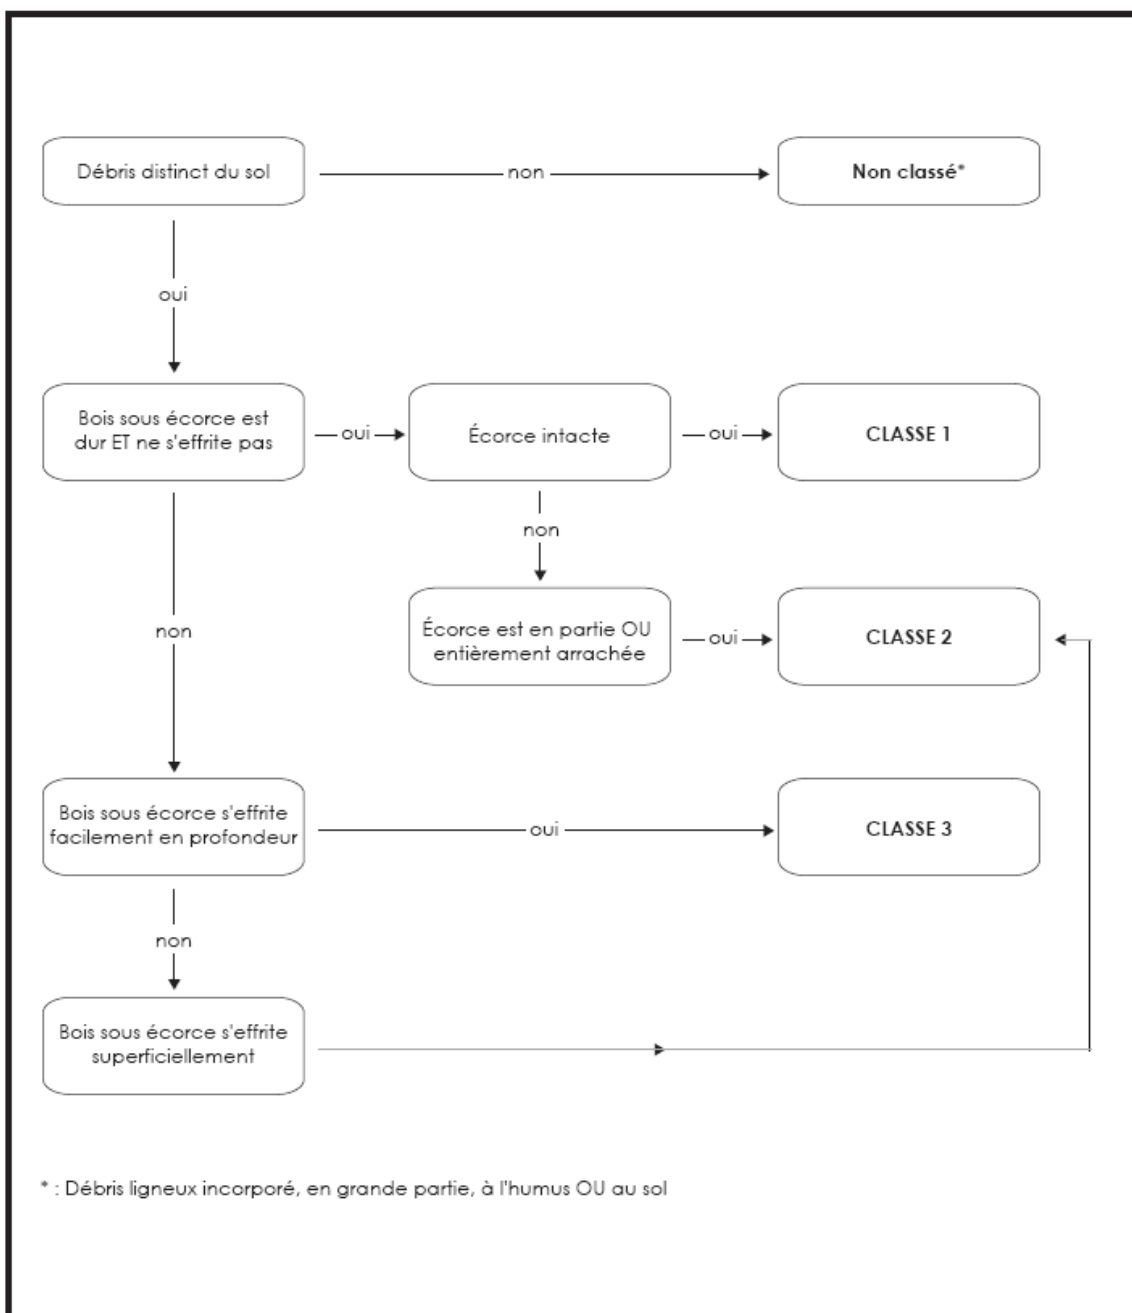 Débris distinct du sol
non
Non classé*
oui
Bois sous écorce est
dur ET ne s'effrite pas
oui
Écorce intacte
oui
CLASSE 1
non
non
Écorce est en partie OU
entièrement arrachée
oui
CLASSE 2
Bois sous écorce s'effrite
facilement en profondeur
oui
CLASSE 3
non
Bois sous écorce s'effrite
superficiellement
* : Débris ligneux incorporé, en grande partie, à l'humus OU au sol